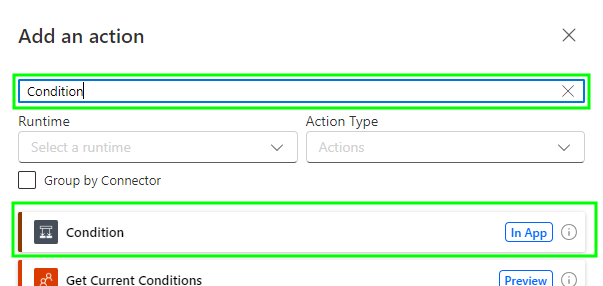 Add an action
Condition
Runtime Action Type
Select a runtime Actions
Group by Connector
Condition In App
Get Current Conditions Preview